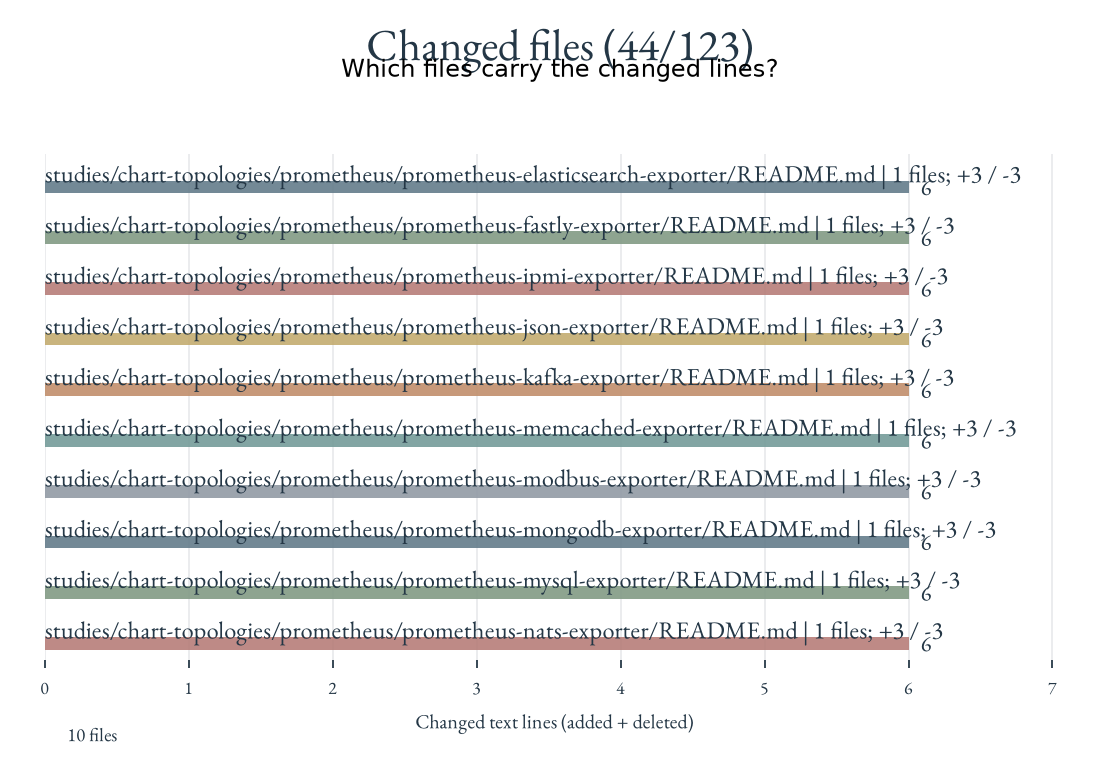 Changed files (44/123)
Which files carry the changed lines?
studies/chart-topologies/prometheus/prometheus-elasticsearch-exporter/README.md | 1 files; +3 / -3
6
studies/chart-topologies/prometheus/prometheus-fastly-exporter/README.md | 1 files; +3 / -3
6
studies/chart-topologies/prometheus/prometheus-ipmi-exporter/README.md | 1 files; +3 / -3
6
studies/chart-topologies/prometheus/prometheus-json-exporter/README.md | 1 files; +3 / -3
6
studies/chart-topologies/prometheus/prometheus-kafka-exporter/README.md | 1 files; +3 / -3
6
studies/chart-topologies/prometheus/prometheus-memcached-exporter/README.md | 1 files; +3 / -3
6
studies/chart-topologies/prometheus/prometheus-modbus-exporter/README.md | 1 files; +3 / -3
6
studies/chart-topologies/prometheus/prometheus-mongodb-exporter/README.md | 1 files; +3 / -3
6
studies/chart-topologies/prometheus/prometheus-mysql-exporter/README.md | 1 files; +3 / -3
6
studies/chart-topologies/prometheus/prometheus-nats-exporter/README.md | 1 files; +3 / -3
6
0 1 2 3 4 5 6 7
Changed text lines (added + deleted)
10 files